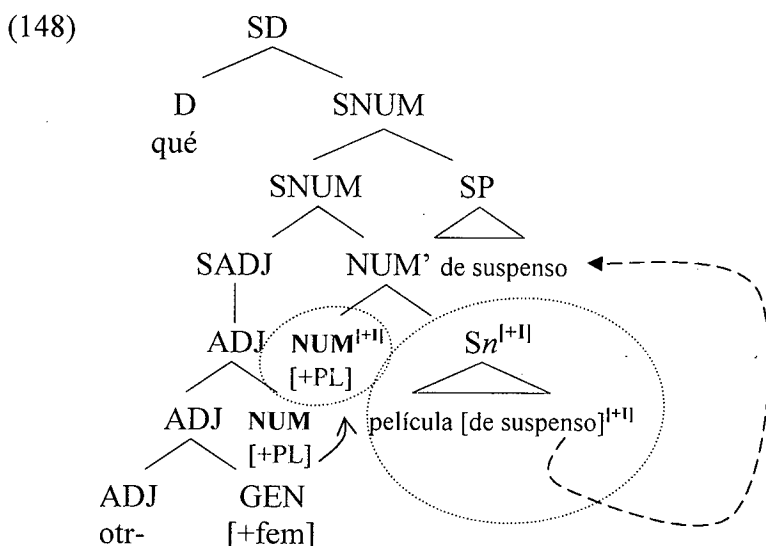 (148) SD
D SNUM
qué
SNUM SP
SADJ NUM’ de suspenso
ADJ NUM[+I] Sn[+I]
[+PL]
ADJ NUM película [de suspenso][+I]
[+PL]
ADJ GEN
otr- [+fem]